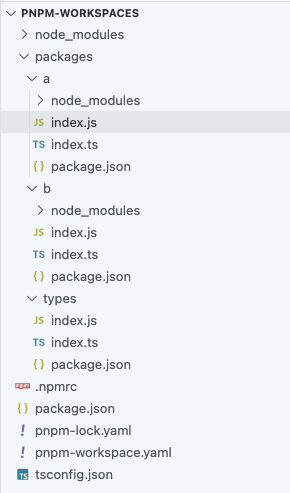 PNPM-WORKSPACES
node_modules
packages
a
node_modules
JS index.js
TS index.ts
{ } package.json
b
node_modules
JS index.js
TS index.ts
{ } package.json
types
JS index.js
TS index.ts
{ } package.json
npm .npmrc
{ } package.json
! pnpm-lock.yaml
! pnpm-workspace.yaml
TS tsconfig.json